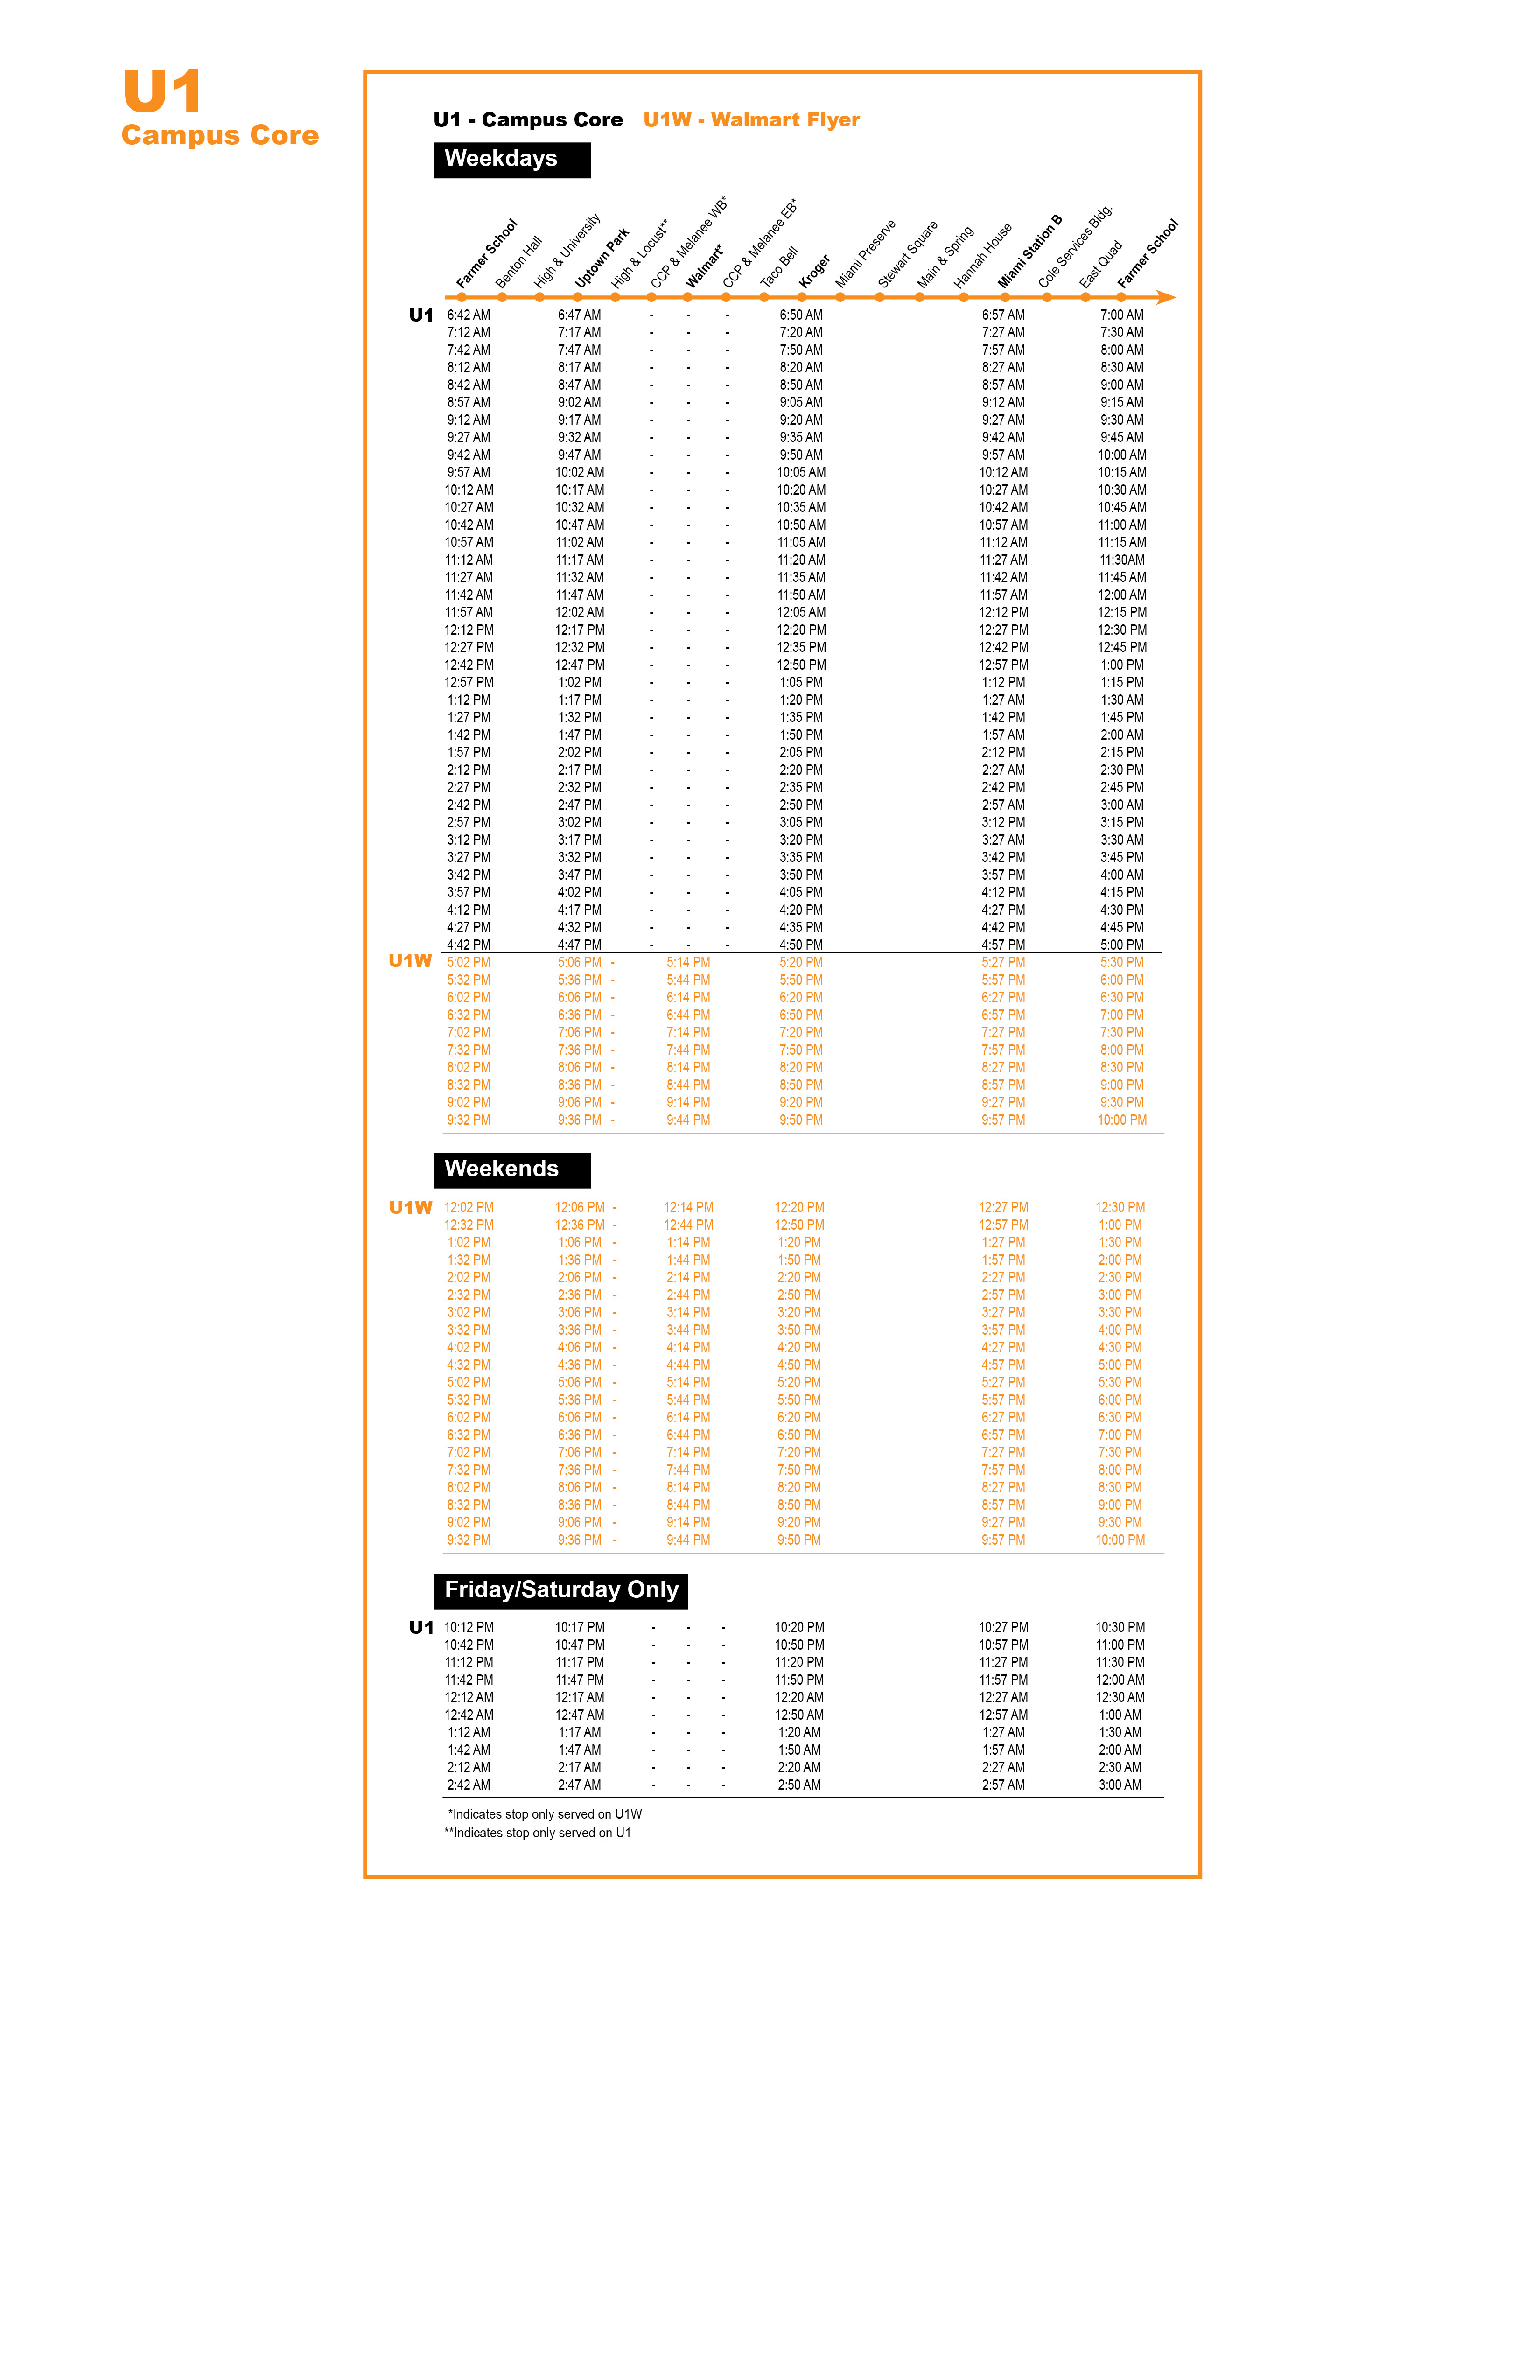 U1
Campus Core
U1 - Campus Core U1W - Walmart Flyer
Weekdays
Farmer School
Benton Hall
High & University
Uptown Park
High & Locust**
CCP & Melanee WB*
Walmart*
CCP & Melanee EB*
Taco Bell
Kroger
Miami Preserve
Stewart Square
Main & Spring
Hannah House
Miami Station B
Cole Services Bldg.
East Quad
Farmer School
U1 6:42 AM 6:47 AM - - - 6:50 AM 6:57 AM 7:00 AM
7:12 AM 7:17 AM - - - 7:20 AM 7:27 AM 7:30 AM
7:42 AM 7:47 AM - - - 7:50 AM 7:57 AM 8:00 AM
8:12 AM 8:17 AM - - - 8:20 AM 8:27 AM 8:30 AM
8:42 AM 8:47 AM - - - 8:50 AM 8:57 AM 9:00 AM
8:57 AM 9:02 AM - - - 9:05 AM 9:12 AM 9:15 AM
9:12 AM 9:17 AM - - - 9:20 AM 9:27 AM 9:30 AM
9:27 AM 9:32 AM - - - 9:35 AM 9:42 AM 9:45 AM
9:42 AM 9:47 AM - - - 9:50 AM 9:57 AM 10:00 AM
9:57 AM 10:02 AM - - - 10:05 AM 10:12 AM 10:15 AM
10:12 AM 10:17 AM - - - 10:20 AM 10:27 AM 10:30 AM
10:27 AM 10:32 AM - - - 10:35 AM 10:42 AM 10:45 AM
10:42 AM 10:47 AM - - - 10:50 AM 10:57 AM 11:00 AM
10:57 AM 11:02 AM - - - 11:05 AM 11:12 AM 11:15 AM
11:12 AM 11:17 AM - - - 11:20 AM 11:27 AM 11:30AM
11:27 AM 11:32 AM - - - 11:35 AM 11:42 AM 11:45 AM
11:42 AM 11:47 AM - - - 11:50 AM 11:57 AM 12:00 AM
11:57 AM 12:02 AM - - - 12:05 AM 12:12 PM 12:15 PM
12:12 PM 12:17 PM - - - 12:20 PM 12:27 PM 12:30 PM
12:27 PM 12:32 PM - - - 12:35 PM 12:42 PM 12:45 PM
12:42 PM 12:47 PM - - - 12:50 PM 12:57 PM 1:00 PM
12:57 PM 1:02 PM - - - 1:05 PM 1:12 PM 1:15 PM
1:12 PM 1:17 PM - - - 1:20 PM 1:27 AM 1:30 AM
1:27 PM 1:32 PM - - - 1:35 PM 1:42 PM 1:45 PM
1:42 PM 1:47 PM - - - 1:50 PM 1:57 AM 2:00 AM
1:57 PM 2:02 PM - - - 2:05 PM 2:12 PM 2:15 PM
2:12 PM 2:17 PM - - - 2:20 PM 2:27 AM 2:30 PM
2:27 PM 2:32 PM - - - 2:35 PM 2:42 PM 2:45 PM
2:42 PM 2:47 PM - - - 2:50 PM 2:57 AM 3:00 AM
2:57 PM 3:02 PM - - - 3:05 PM 3:12 PM 3:15 PM
3:12 PM 3:17 PM - - - 3:20 PM 3:27 AM 3:30 AM
3:27 PM 3:32 PM - - - 3:35 PM 3:42 PM 3:45 PM
3:42 PM 3:47 PM - - - 3:50 PM 3:57 PM 4:00 AM
3:57 PM 4:02 PM - - - 4:05 PM 4:12 PM 4:15 PM
4:12 PM 4:17 PM - - - 4:20 PM 4:27 PM 4:30 PM
4:27 PM 4:32 PM - - - 4:35 PM 4:42 PM 4:45 PM
4:42 PM 4:47 PM - - - 4:50 PM 4:57 PM 5:00 PM
U1W 5:02 PM 5:06 PM - 5:14 PM 5:20 PM 5:27 PM 5:30 PM
5:32 PM 5:36 PM - 5:44 PM 5:50 PM 5:57 PM 6:00 PM
6:02 PM 6:06 PM - 6:14 PM 6:20 PM 6:27 PM 6:30 PM
6:32 PM 6:36 PM - 6:44 PM 6:50 PM 6:57 PM 7:00 PM
7:02 PM 7:06 PM - 7:14 PM 7:20 PM 7:27 PM 7:30 PM
7:32 PM 7:36 PM - 7:44 PM 7:50 PM 7:57 PM 8:00 PM
8:02 PM 8:06 PM - 8:14 PM 8:20 PM 8:27 PM 8:30 PM
8:32 PM 8:36 PM - 8:44 PM 8:50 PM 8:57 PM 9:00 PM
9:02 PM 9:06 PM - 9:14 PM 9:20 PM 9:27 PM 9:30 PM
9:32 PM 9:36 PM - 9:44 PM 9:50 PM 9:57 PM 10:00 PM
Weekends
U1W 12:02 PM 12:06 PM - 12:14 PM 12:20 PM 12:27 PM 12:30 PM
12:32 PM 12:36 PM - 12:44 PM 12:50 PM 12:57 PM 1:00 PM
1:02 PM 1:06 PM - 1:14 PM 1:20 PM 1:27 PM 1:30 PM
1:32 PM 1:36 PM - 1:44 PM 1:50 PM 1:57 PM 2:00 PM
2:02 PM 2:06 PM - 2:14 PM 2:20 PM 2:27 PM 2:30 PM
2:32 PM 2:36 PM - 2:44 PM 2:50 PM 2:57 PM 3:00 PM
3:02 PM 3:06 PM - 3:14 PM 3:20 PM 3:27 PM 3:30 PM
3:32 PM 3:36 PM - 3:44 PM 3:50 PM 3:57 PM 4:00 PM
4:02 PM 4:06 PM - 4:14 PM 4:20 PM 4:27 PM 4:30 PM
4:32 PM 4:36 PM - 4:44 PM 4:50 PM 4:57 PM 5:00 PM
5:02 PM 5:06 PM - 5:14 PM 5:20 PM 5:27 PM 5:30 PM
5:32 PM 5:36 PM - 5:44 PM 5:50 PM 5:57 PM 6:00 PM
6:02 PM 6:06 PM - 6:14 PM 6:20 PM 6:27 PM 6:30 PM
6:32 PM 6:36 PM - 6:44 PM 6:50 PM 6:57 PM 7:00 PM
7:02 PM 7:06 PM - 7:14 PM 7:20 PM 7:27 PM 7:30 PM
7:32 PM 7:36 PM - 7:44 PM 7:50 PM 7:57 PM 8:00 PM
8:02 PM 8:06 PM - 8:14 PM 8:20 PM 8:27 PM 8:30 PM
8:32 PM 8:36 PM - 8:44 PM 8:50 PM 8:57 PM 9:00 PM
9:02 PM 9:06 PM - 9:14 PM 9:20 PM 9:27 PM 9:30 PM
9:32 PM 9:36 PM - 9:44 PM 9:50 PM 9:57 PM 10:00 PM
Friday/Saturday Only
U1 10:12 PM 10:17 PM - - - 10:20 PM 10:27 PM 10:30 PM
10:42 PM 10:47 PM - - - 10:50 PM 10:57 PM 11:00 PM
11:12 PM 11:17 PM - - - 11:20 PM 11:27 PM 11:30 PM
11:42 PM 11:47 PM - - - 11:50 PM 11:57 PM 12:00 AM
12:12 AM 12:17 AM - - - 12:20 AM 12:27 AM 12:30 AM
12:42 AM 12:47 AM - - - 12:50 AM 12:57 AM 1:00 AM
1:12 AM 1:17 AM - - - 1:20 AM 1:27 AM 1:30 AM
1:42 AM 1:47 AM - - - 1:50 AM 1:57 AM 2:00 AM
2:12 AM 2:17 AM - - - 2:20 AM 2:27 AM 2:30 AM
2:42 AM 2:47 AM - - - 2:50 AM 2:57 AM 3:00 AM
*Indicates stop only served on U1W
**Indicates stop only served on U1